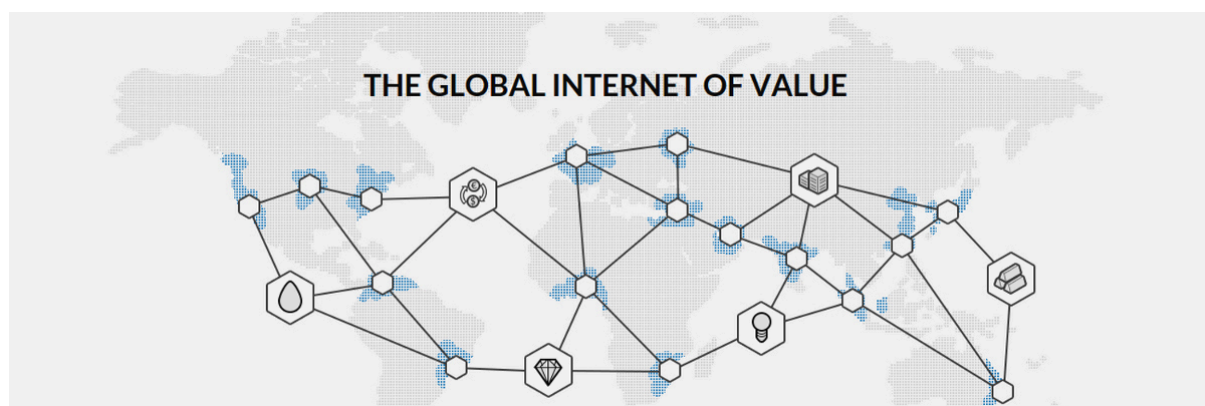 THE GLOBAL INTERNET OF VALUE
€
$